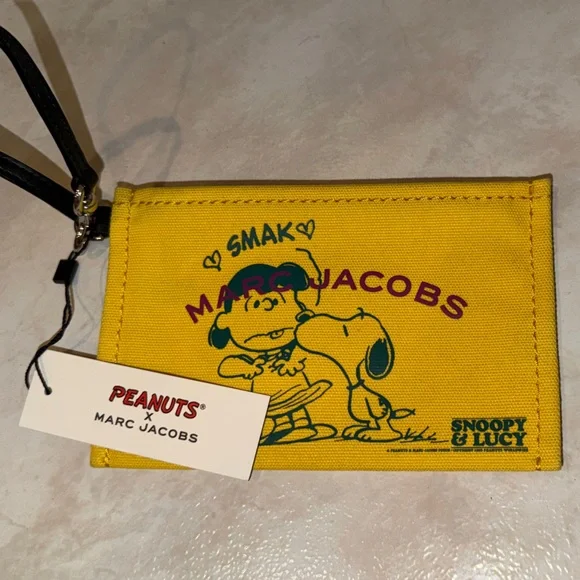 SMAK
MARC JACOBS
PEANUTS®
X
MARC JACOBS
SNOOPY
& LUCY